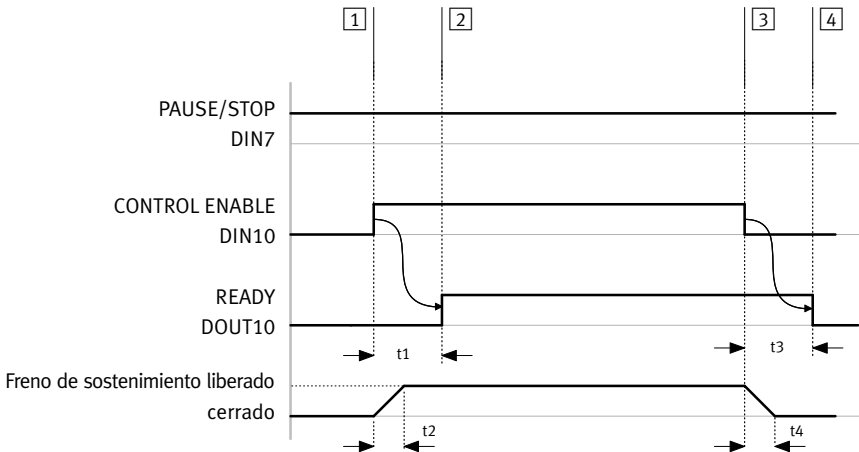 1 2 3 4
PAUSE/STOP
DIN7
CONTROL ENABLE
DIN10
READY
DOUT10
t1 t3
Freno de sostenimiento liberado
cerrado
t2 t4